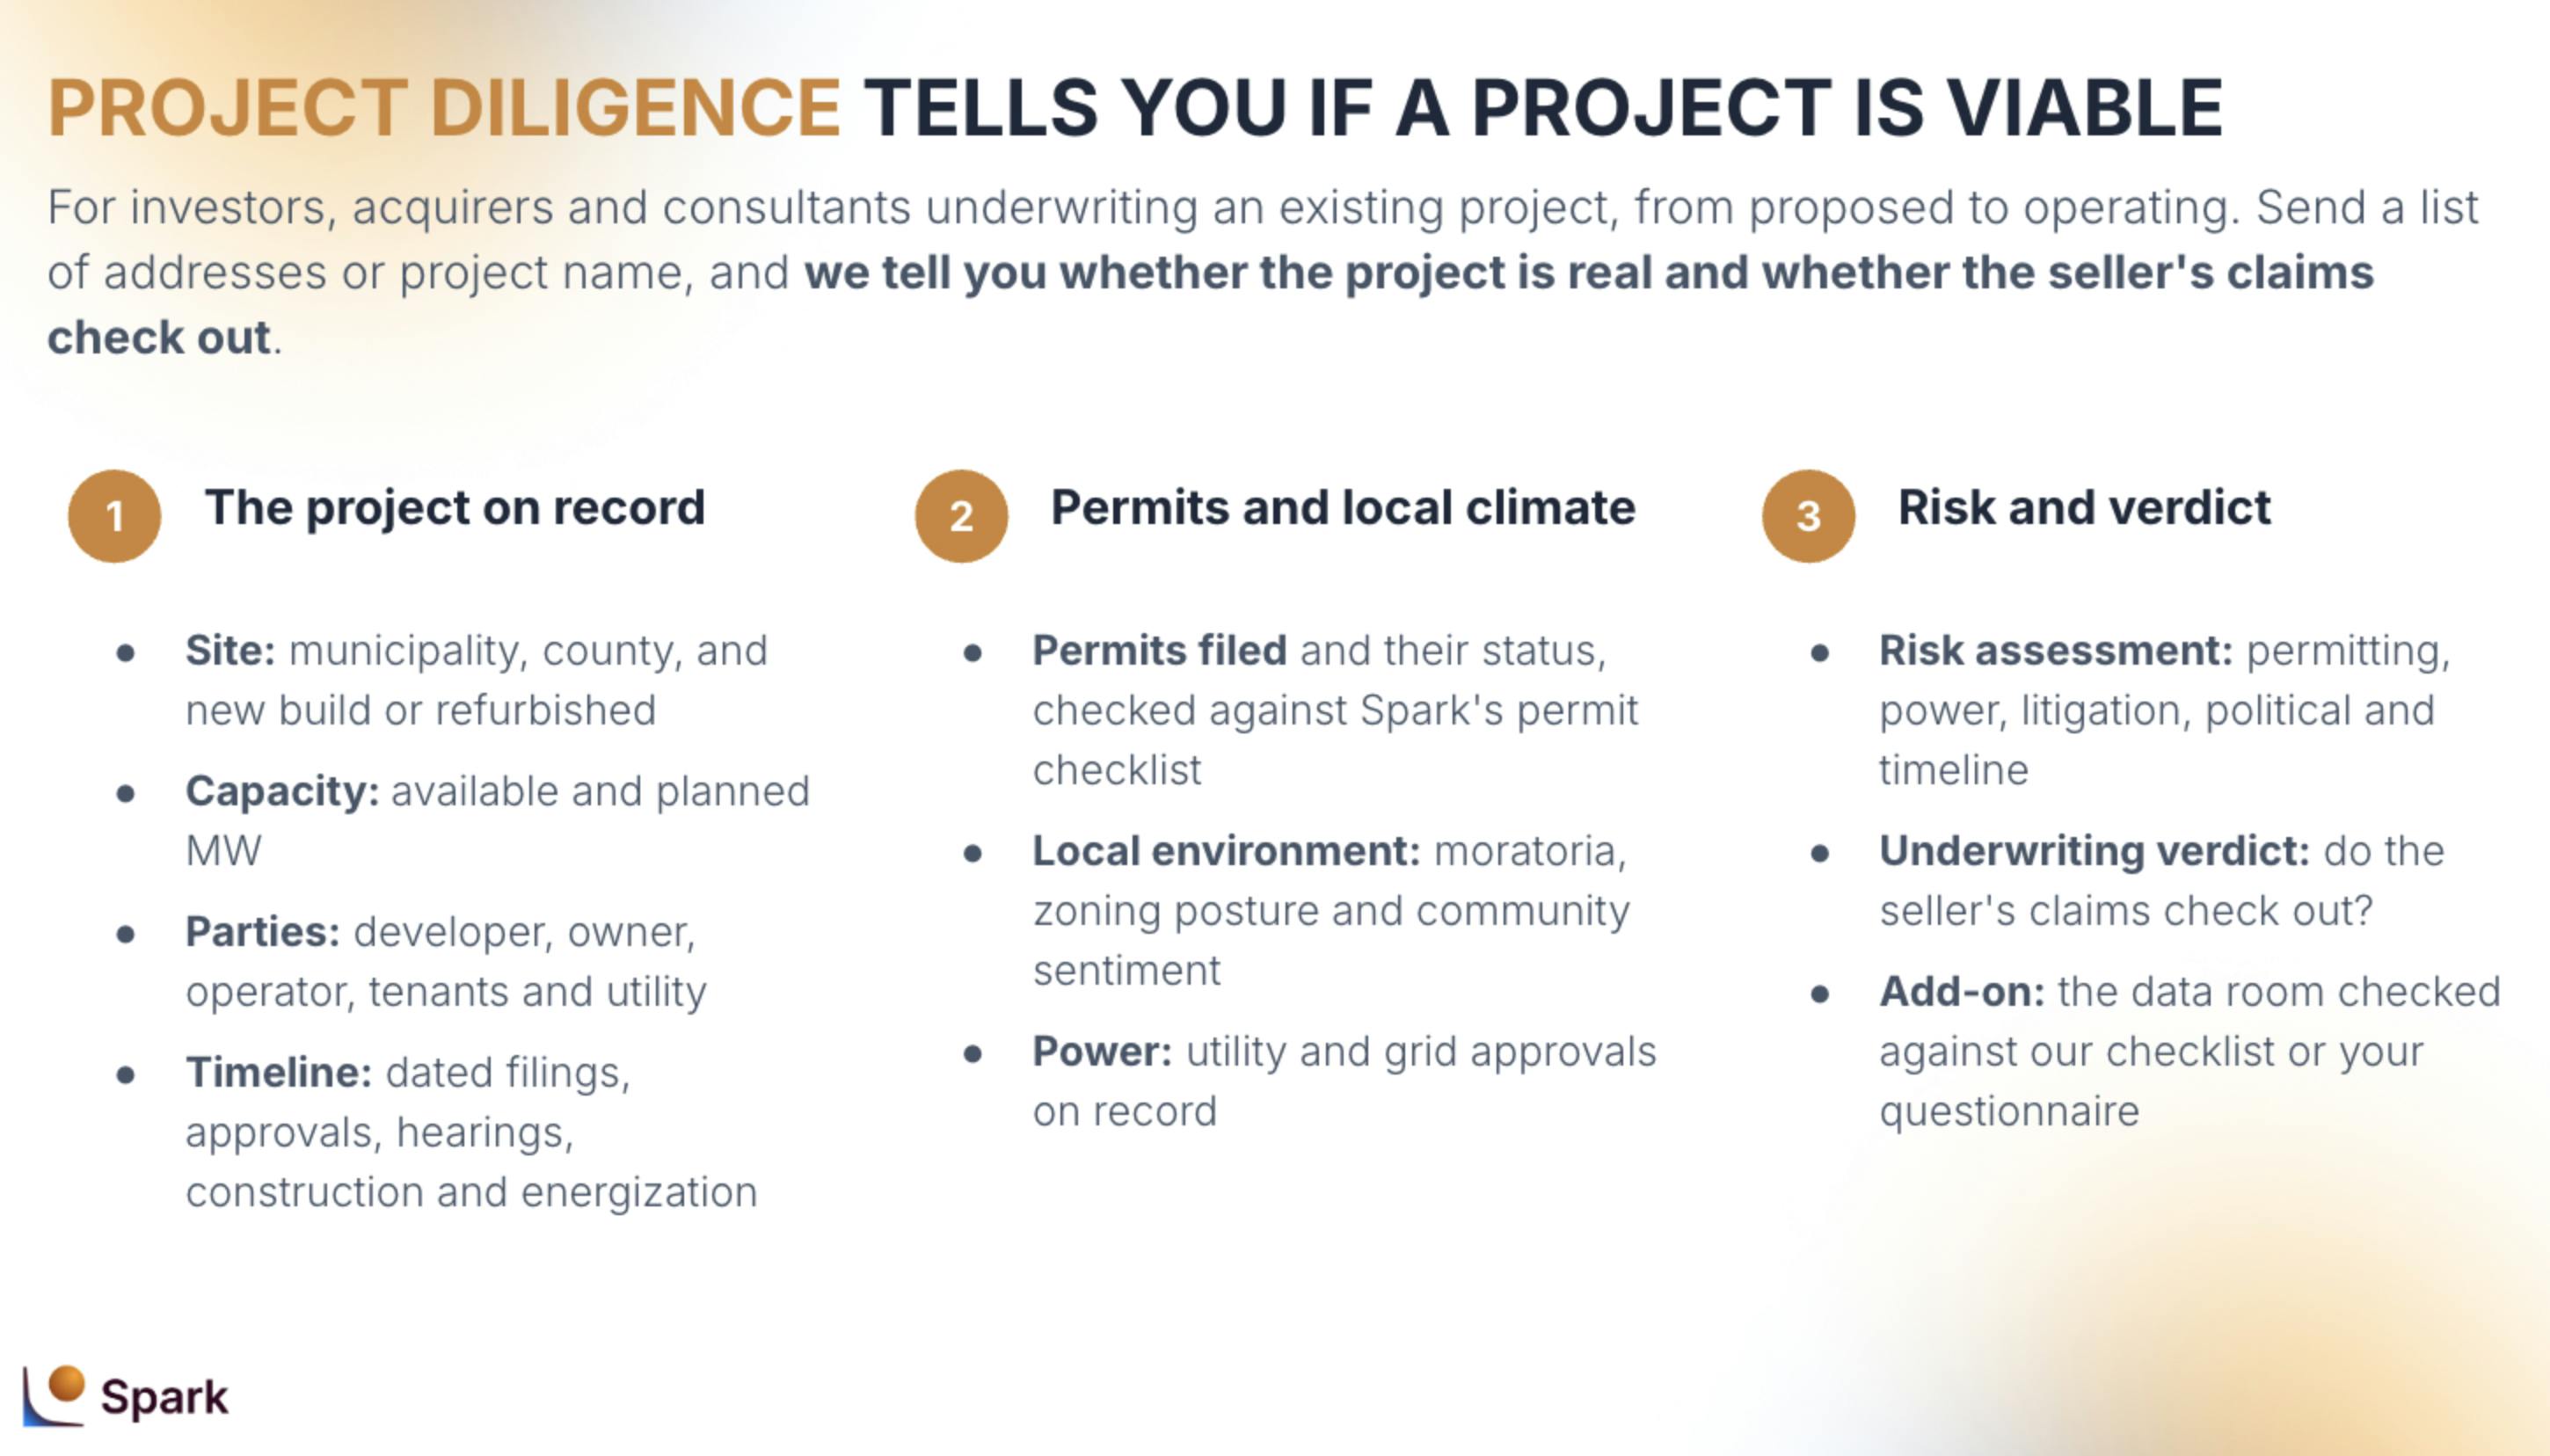 PROJECT DILIGENCE TELLS YOU IF A PROJECT IS VIABLE
For investors, acquirers and consultants underwriting an existing project, from proposed to operating. Send a list
of addresses or project name, and we tell you whether the project is real and whether the seller's claims
check out.
1 The project on record
● Site: municipality, county, and
new build or refurbished
● Capacity: available and planned
MW
● Parties: developer, owner,
operator, tenants and utility
● Timeline: dated filings,
approvals, hearings,
construction and energization
2 Permits and local climate
● Permits filed and their status,
checked against Spark's permit
checklist
● Local environment: moratoria,
zoning posture and community
sentiment
● Power: utility and grid approvals
on record
3 Risk and verdict
● Risk assessment: permitting,
power, litigation, political and
timeline
● Underwriting verdict: do the
seller's claims check out?
● Add-on: the data room checked
against our checklist or your
questionnaire
Spark